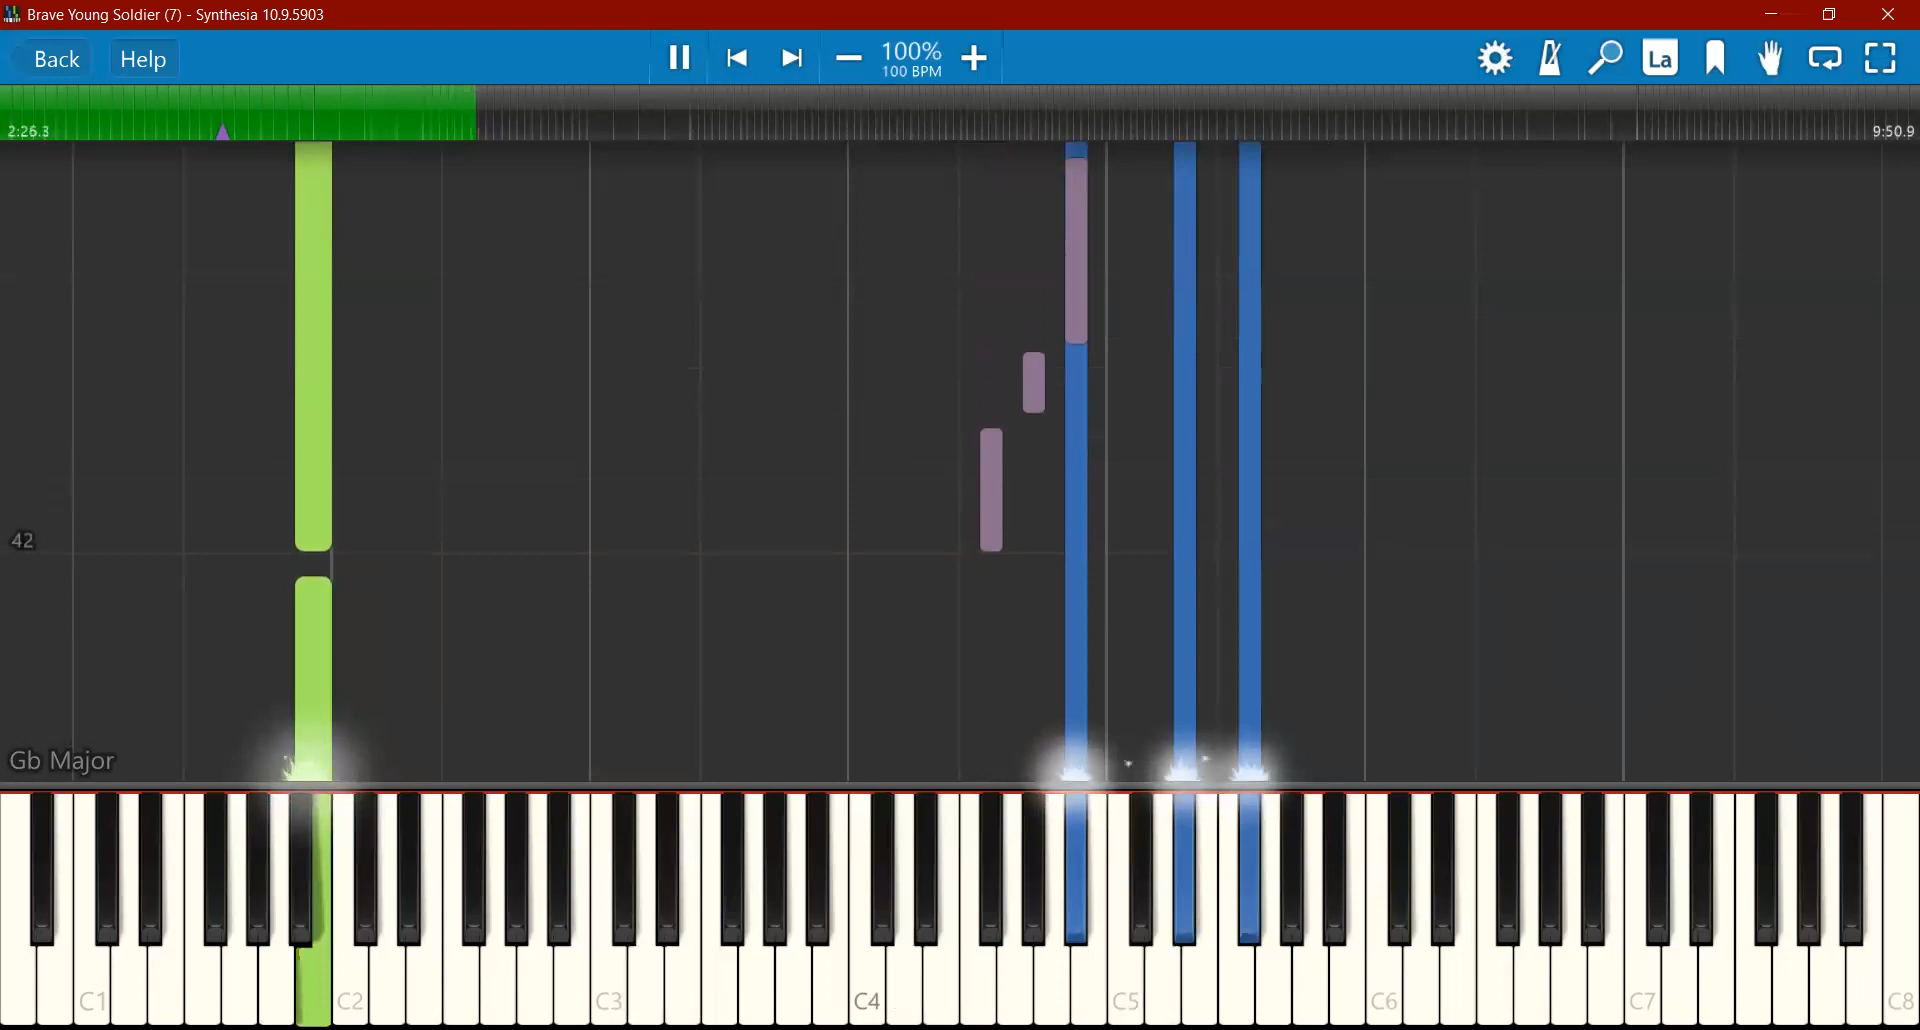 Brave Young Soldier (7) - Synthesia 10.9.5903
Back
Help
100%
100 BPM
La
2:26.3
9:50.9
42
Gb Major
C1
C2
C3
C4
C5
C6
C7
C8